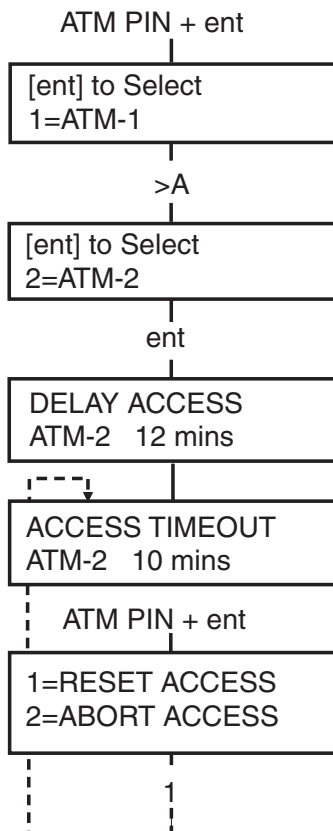 ATM PIN + ent
[ent] to Select
1=ATM-1
>A
[ent] to Select
2=ATM-2
ent
DELAY ACCESS
ATM-2 12 mins
ACCESS TIMEOUT
ATM-2 10 mins
ATM PIN + ent
1=RESET ACCESS
2=ABORT ACCESS
1